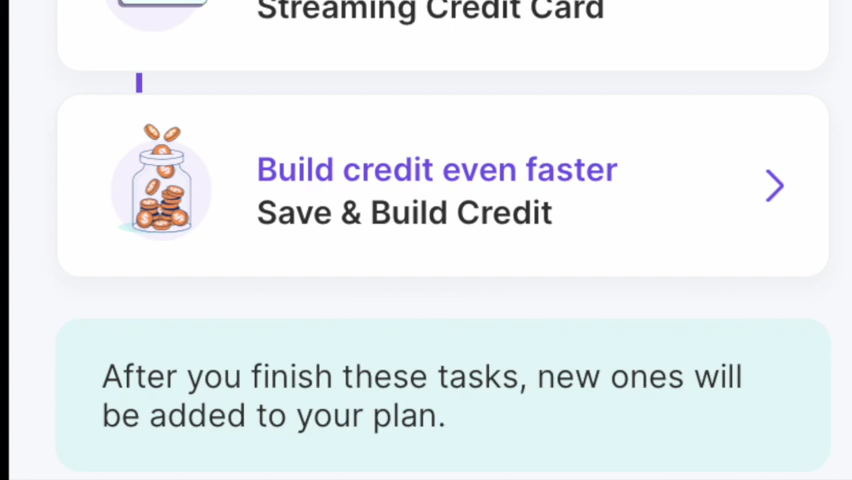 Streaming Credit Card
Build credit even faster
Save & Build Credit
After you finish these tasks, new ones will
be added to your plan.